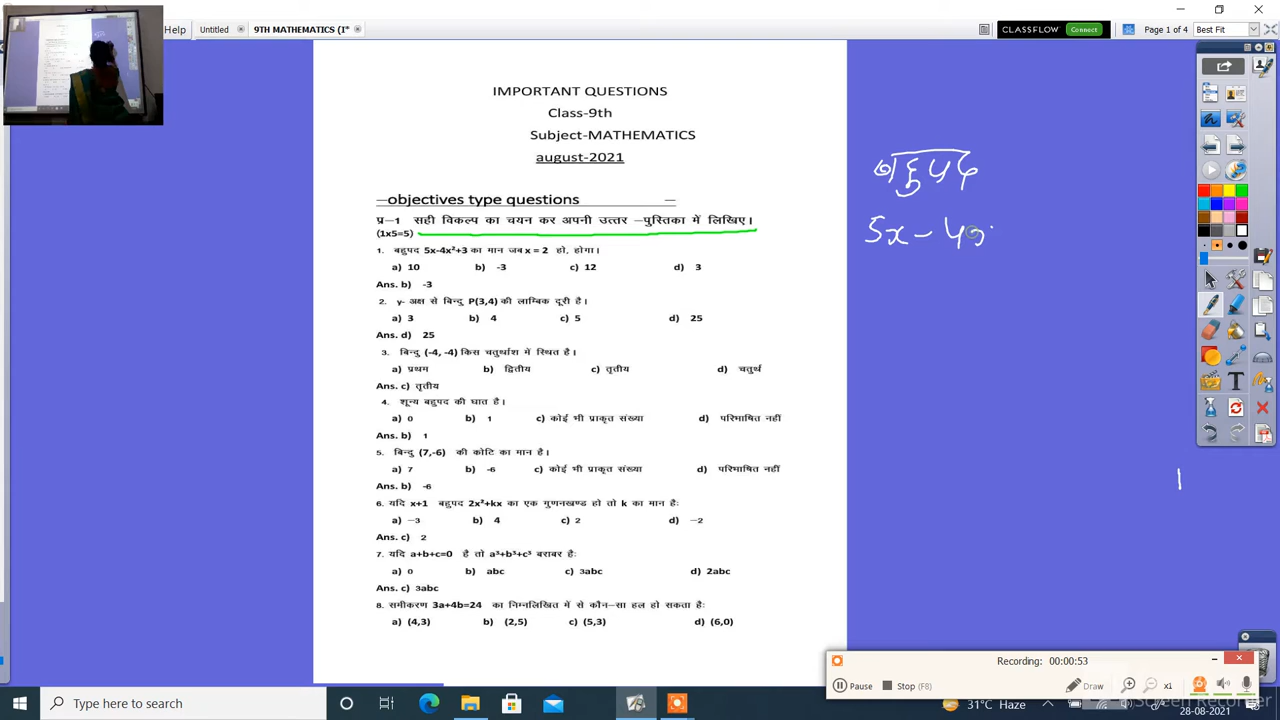 Help
Untitled
9TH MATHEMATICS (I*
CLASSFLOW
Connect
Page 1 of 4
Best Fit
IMPORTANT QUESTIONS
Class-9th
Subject-MATHEMATICS
august-2021
—objectives type questions —
प्र–1 सही विकल्प का चयन कर अपनी उत्तर –पुस्तिका में लिखिए।
(1x5=5)
1. बहुपद 5x-4x²+3 का मान जब x = 2 हो, होगा।
a) 10 b) -3 c) 12 d) 3
Ans. b) -3
2. y- अक्ष से बिन्दु P(3,4) की लाम्बिक दूरी है।
a) 3 b) 4 c) 5 d) 25
Ans. d) 25
3. बिन्दु (-4, -4) किस चतुर्थांश में स्थित है।
a) प्रथम b) द्वितीय c) तृतीय d) चतुर्थ
Ans. c) तृतीय
4. शून्य बहुपद की घात है।
a) 0 b) 1 c) कोई भी प्राकृत संख्या d) परिभाषित नहीं
Ans. b) 1
5. बिन्दु (7,-6) की कोटि का मान है।
a) 7 b) -6 c) कोई भी प्राकृत संख्या d) परिभाषित नहीं
Ans. b) -6
6. यदि x+1 बहुपद 2x²+kx का एक गुणनखण्ड हो तो k का मान है:
a) –3 b) 4 c) 2 d) –2
Ans. c) 2
7. यदि a+b+c=0 है तो a³+b³+c³ बराबर है:
a) 0 b) abc c) 3abc d) 2abc
Ans. c) 3abc
8. समीकरण 3a+4b=24 का निम्नलिखित में से कौन–सा हल हो सकता है:
a) (4,3) b) (2,5) c) (5,3) d) (6,0)
बहुपद
5x – 4x
Recording: 00:00:53
Pause
Stop (F8)
Draw
x1
Screen Recorder
Type here to search
31°C Haze
28-08-2021